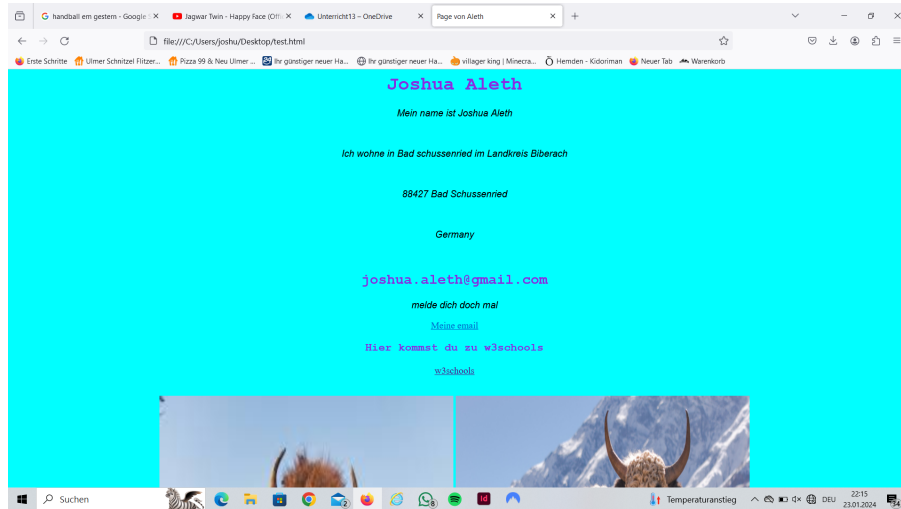 handball em gestern - Google S
Jagwar Twin - Happy Face (Offi
Unterricht13 – OneDrive
Page von Aleth
file:///C:/Users/joshu/Desktop/test.html
Erste Schritte
Ulmer Schnitzel Flitzer...
Pizza 99 & Neu Ulmer ...
Ihr günstiger neuer Ha...
Ihr günstiger neuer Ha...
villager king | Minecra...
Hemden - Kidoriman
Neuer Tab
Warenkorb
Joshua Aleth
Mein name ist Joshua Aleth
Ich wohne in Bad schussenried im Landkreis Biberach
88427 Bad Schussenried
Germany
joshua.aleth@gmail.com
melde dich doch mal
Meine email
Hier kommst du zu w3schools
w3schools
Suchen
Temperaturanstieg
DEU
22:15
23.01.2024